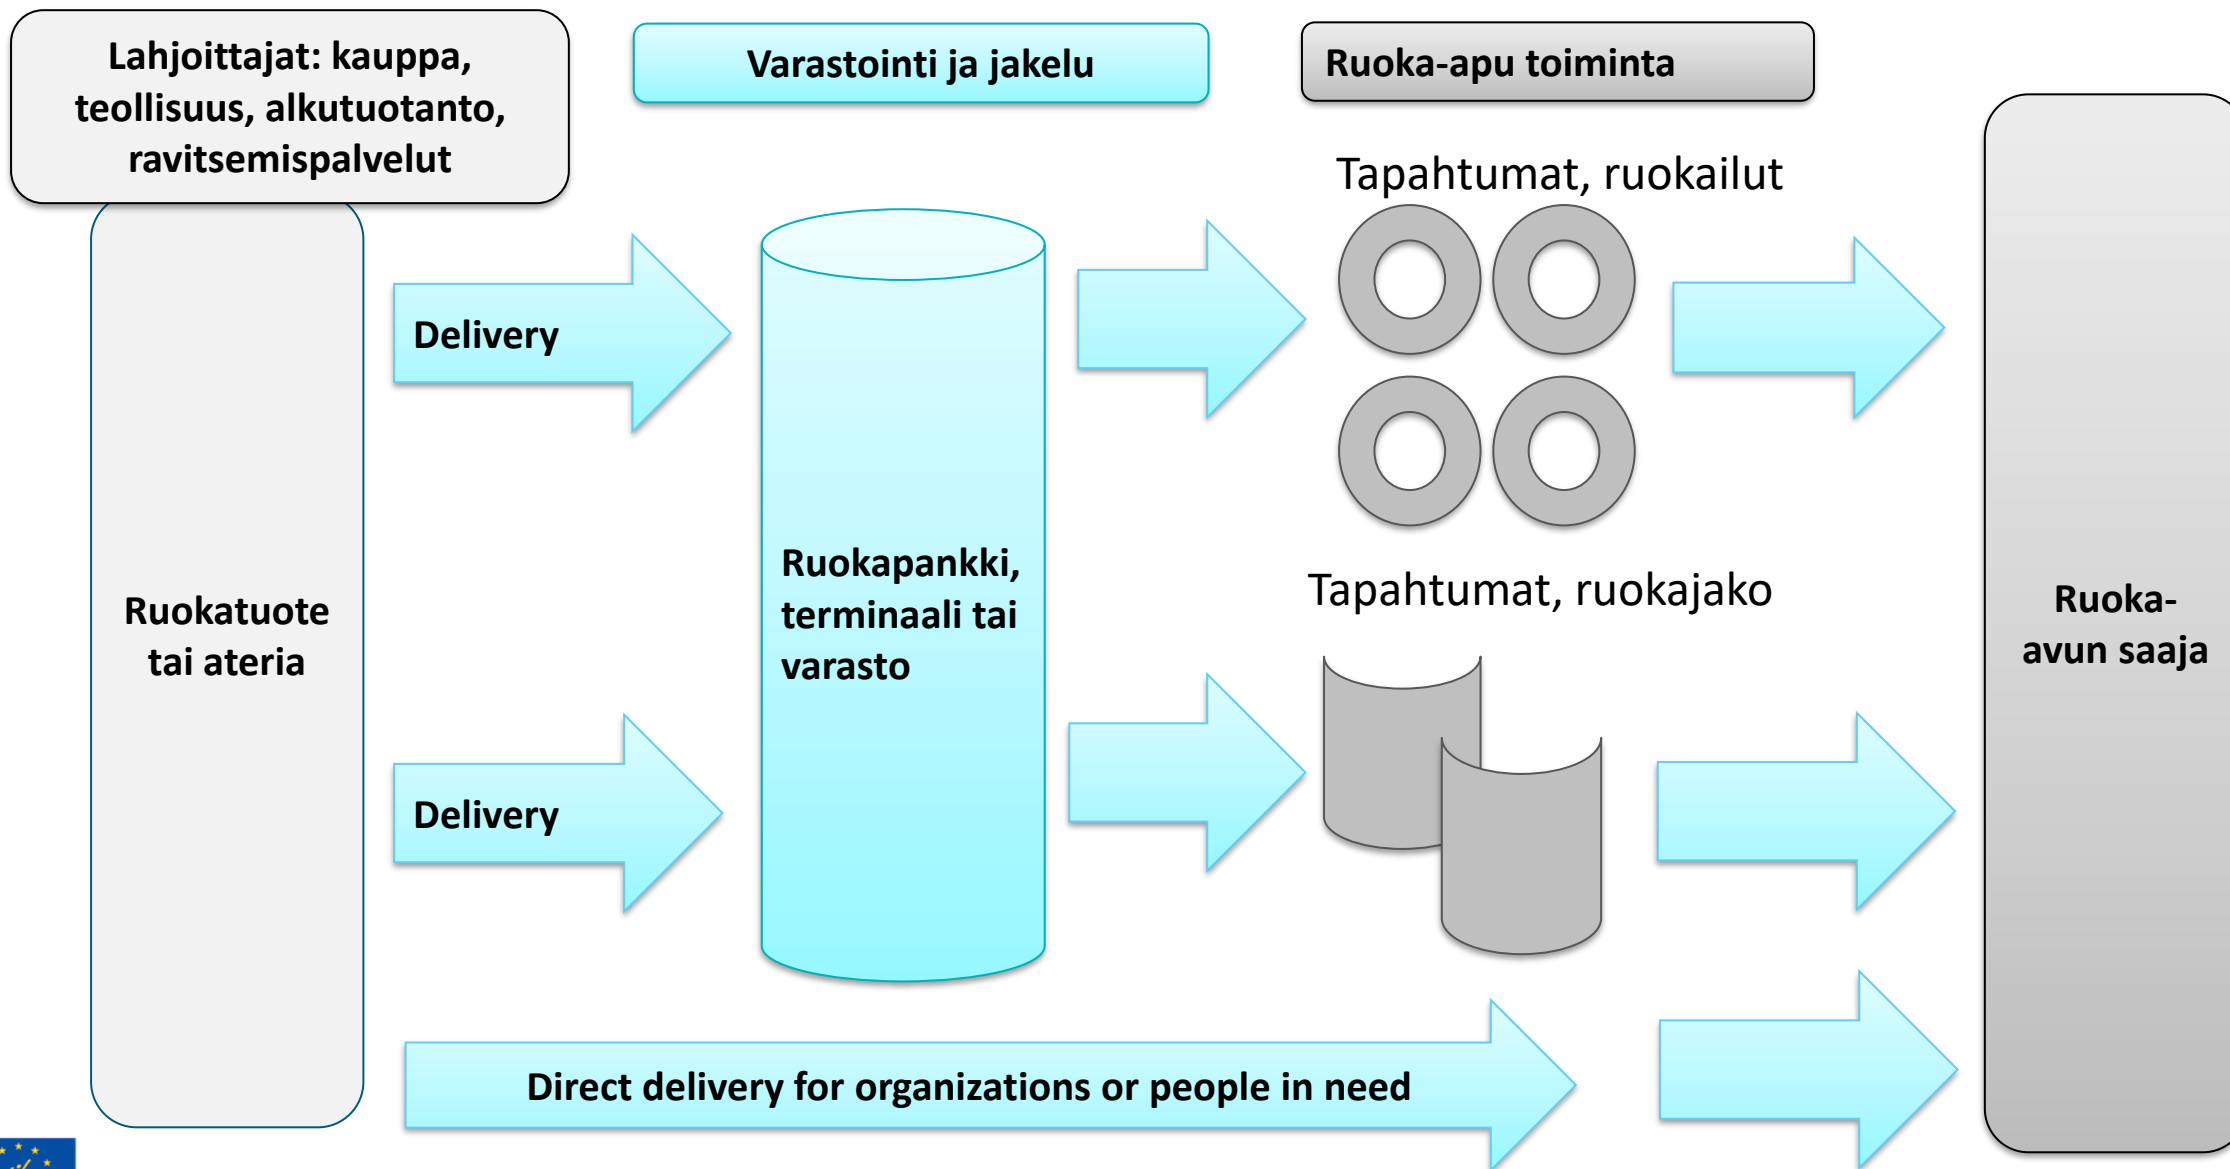 Lahjoittajat: kauppa,
teollisuus, alkutuotanto,
ravitsemispalvelut
Varastointi ja jakelu
Ruoka-apu toiminta
Tapahtumat, ruokailut
Delivery
Ruokapankki,
terminaali tai
varasto
Tapahtumat, ruokajako
Ruokatuote
tai ateria
Ruoka-
avun saaja
Delivery
Direct delivery for organizations or people in need